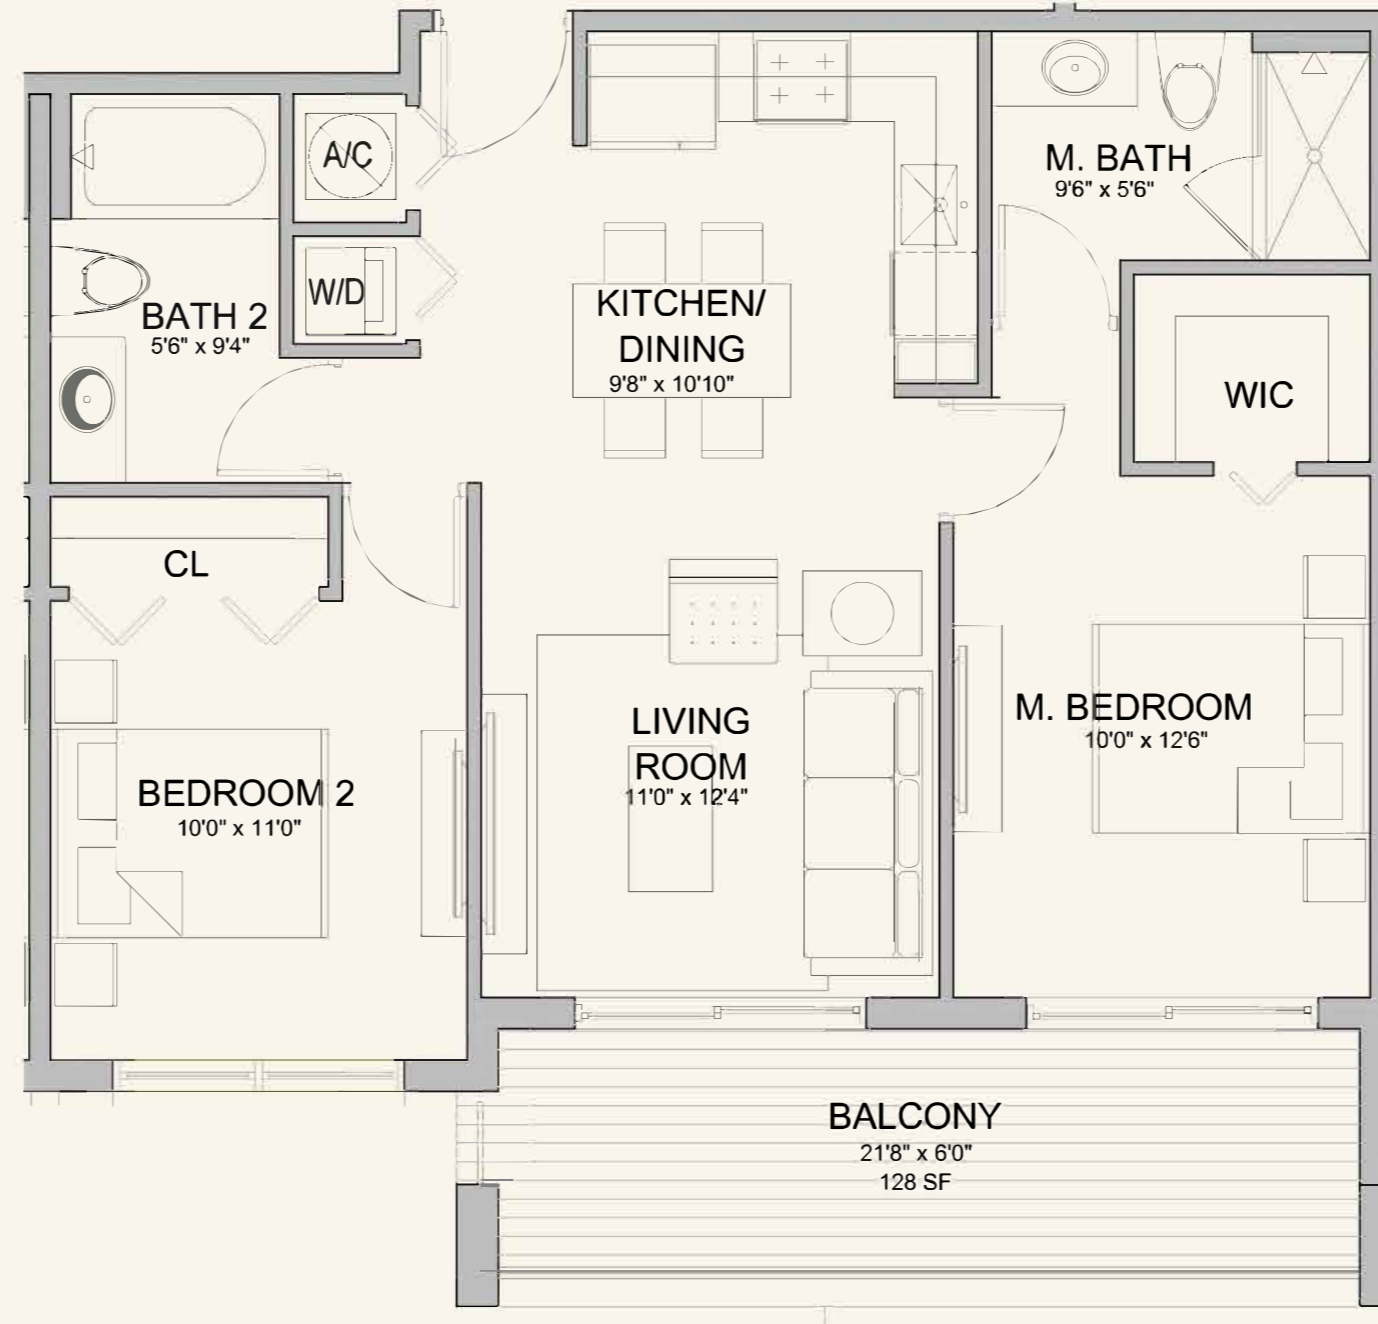 A/C
M. BATH
9'6" x 5'6"
W/D
BATH 2
5'6" x 9'4"
KITCHEN/
DINING
9'8" x 10'10"
WIC
CL
LIVING
ROOM
11'0" x 12'4"
M. BEDROOM
10'0" x 12'6"
BEDROOM 2
10'0" x 11'0"
BALCONY
21'8" x 6'0"
128 SF